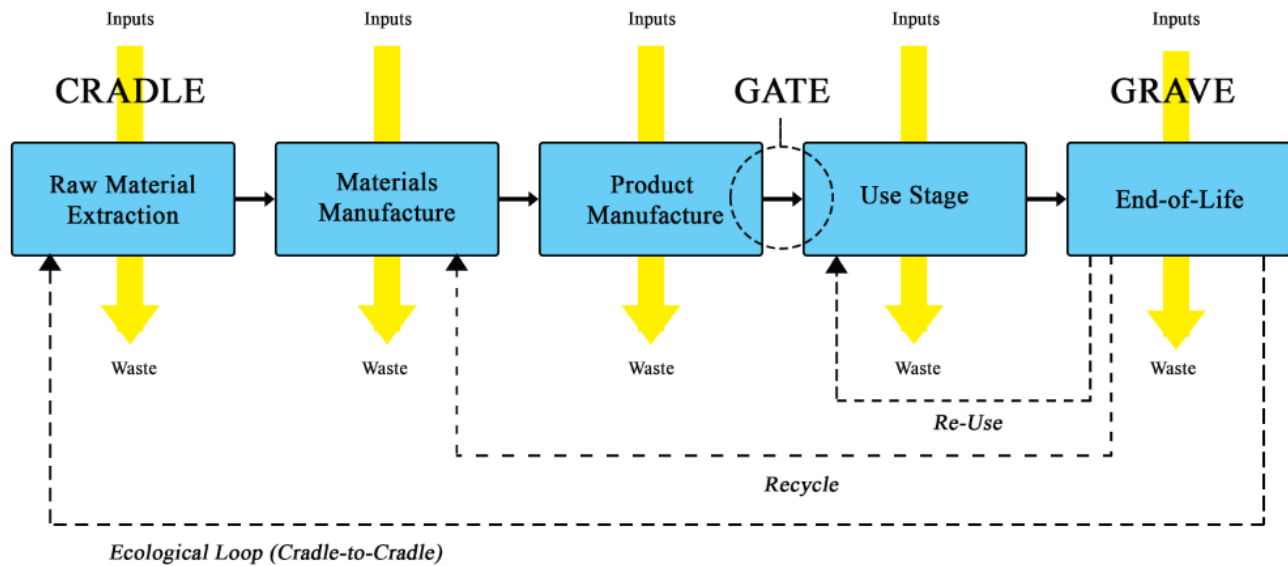 Inputs
Inputs
Inputs
Inputs
Inputs
CRADLE
GATE
GRAVE
Raw Material
Extraction
Materials
Manufacture
Product
Manufacture
Use Stage
End-of-Life
Waste
Waste
Waste
Waste
Waste
Re-Use
Recycle
Ecological Loop (Cradle-to-Cradle)